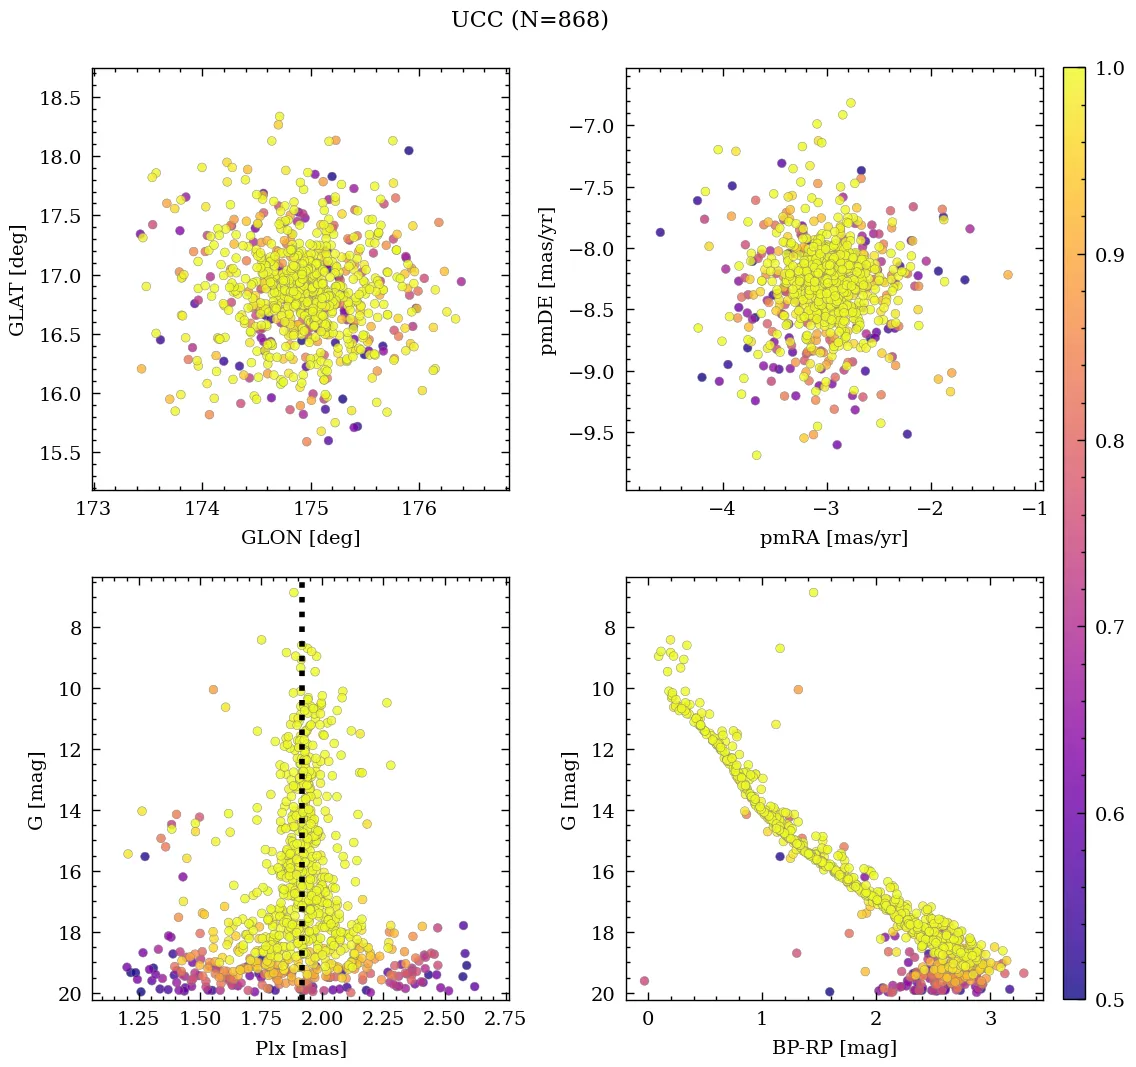 UCC (N=868)
18.5
18.0
17.5
17.0
16.5
16.0
15.5
GLAT [deg]
173 174 175 176
GLON [deg]
−7.0
−7.5
−8.0
−8.5
−9.0
−9.5
pmDE [mas/yr]
−4 −3 −2 −1
pmRA [mas/yr]
8
10
12
14
16
18
20
G [mag]
1.25 1.50 1.75 2.00 2.25 2.50 2.75
Plx [mas]
8
10
12
14
16
18
20
G [mag]
0 1 2 3
BP-RP [mag]
1.0
0.9
0.8
0.7
0.6
0.5